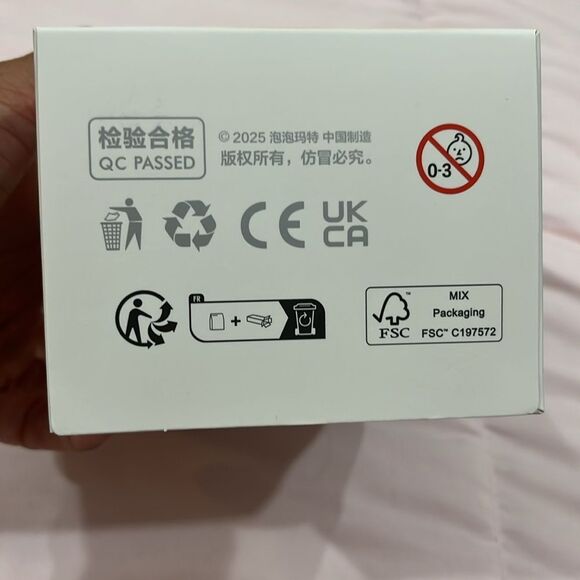 检验合格
QC PASSED
© 2025 泡泡玛特 中国制造
版权所有，仿冒必究。
0-3
CE
UK
CA
FR
+
FSC
MIX
Packaging
FSC™ C197572